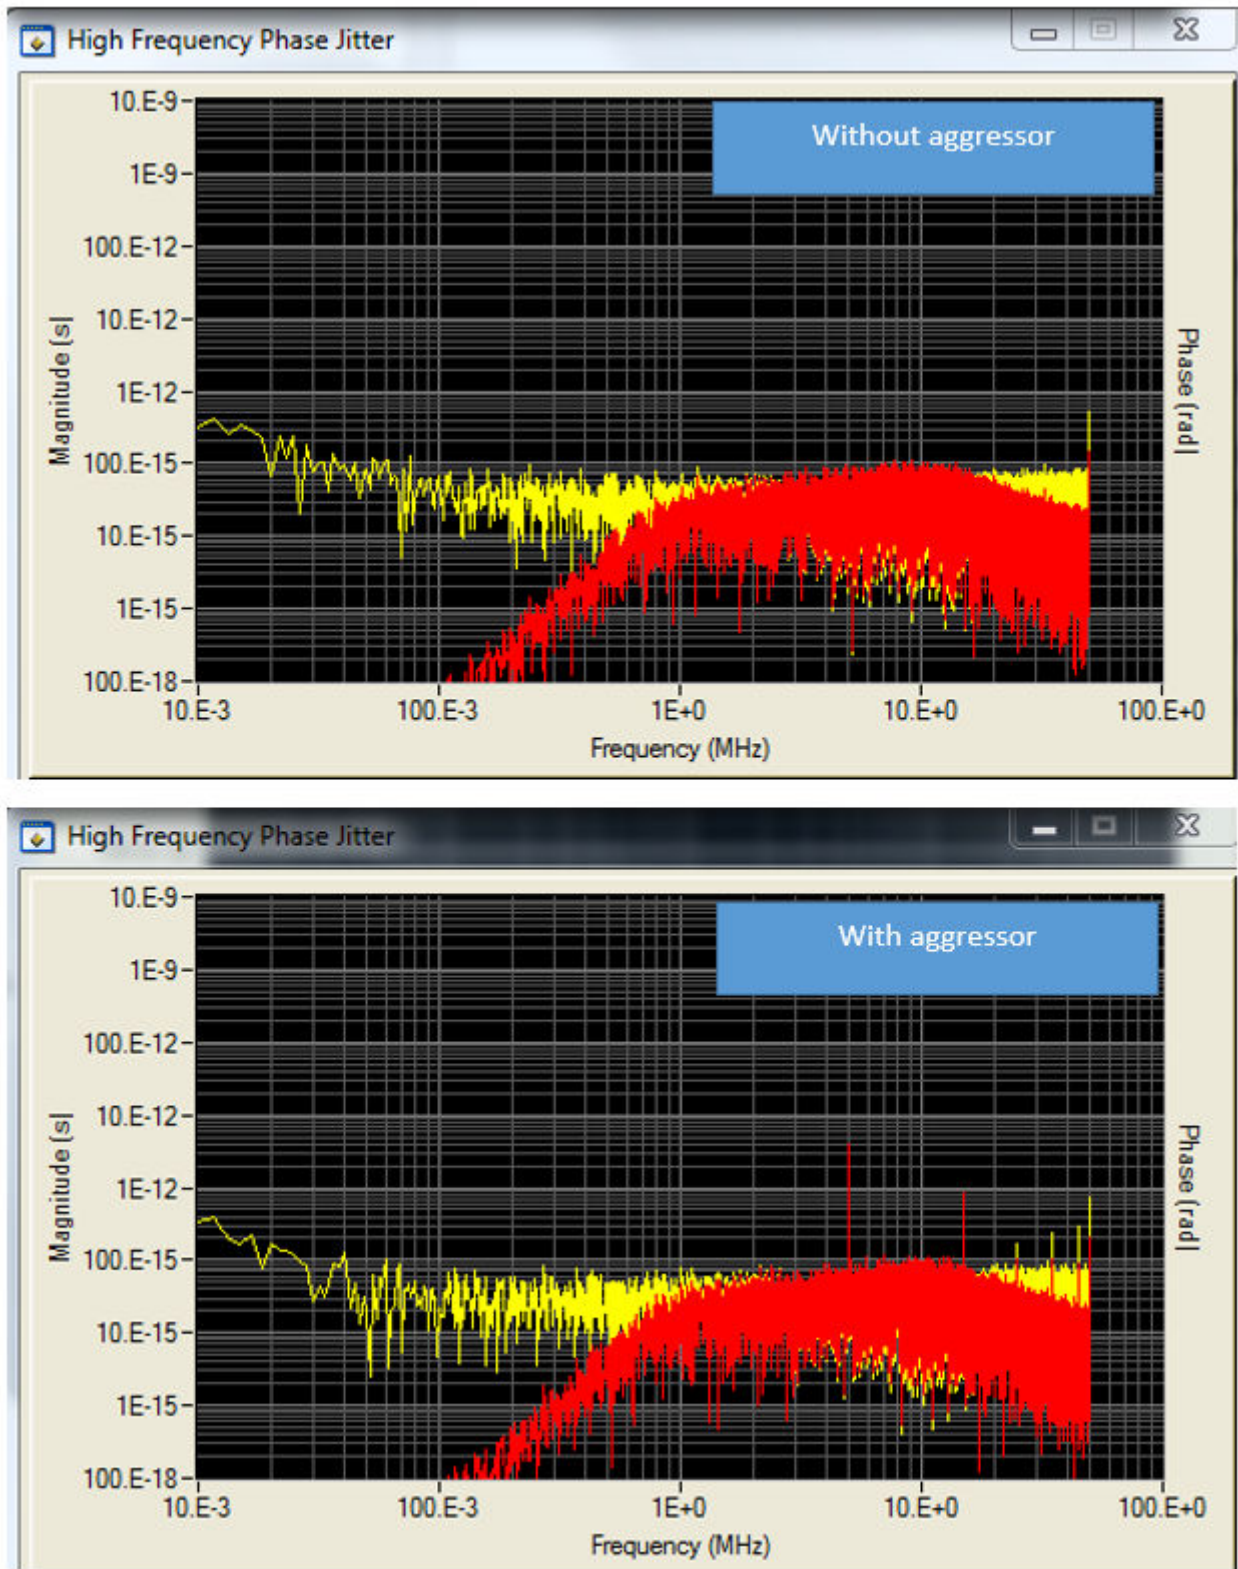 High Frequency Phase Jitter
Without aggressor
10.E-9
1E-9
100.E-12
10.E-12
1E-12
100.E-15
10.E-15
1E-15
100.E-18
Magnitude (s)
Phase (rad)
10.E-3 100.E-3 1E+0 10.E+0 100.E+0
Frequency (MHz)
High Frequency Phase Jitter
With aggressor
10.E-9
1E-9
100.E-12
10.E-12
1E-12
100.E-15
10.E-15
1E-15
100.E-18
Magnitude (s)
Phase (rad)
10.E-3 100.E-3 1E+0 10.E+0 100.E+0
Frequency (MHz)